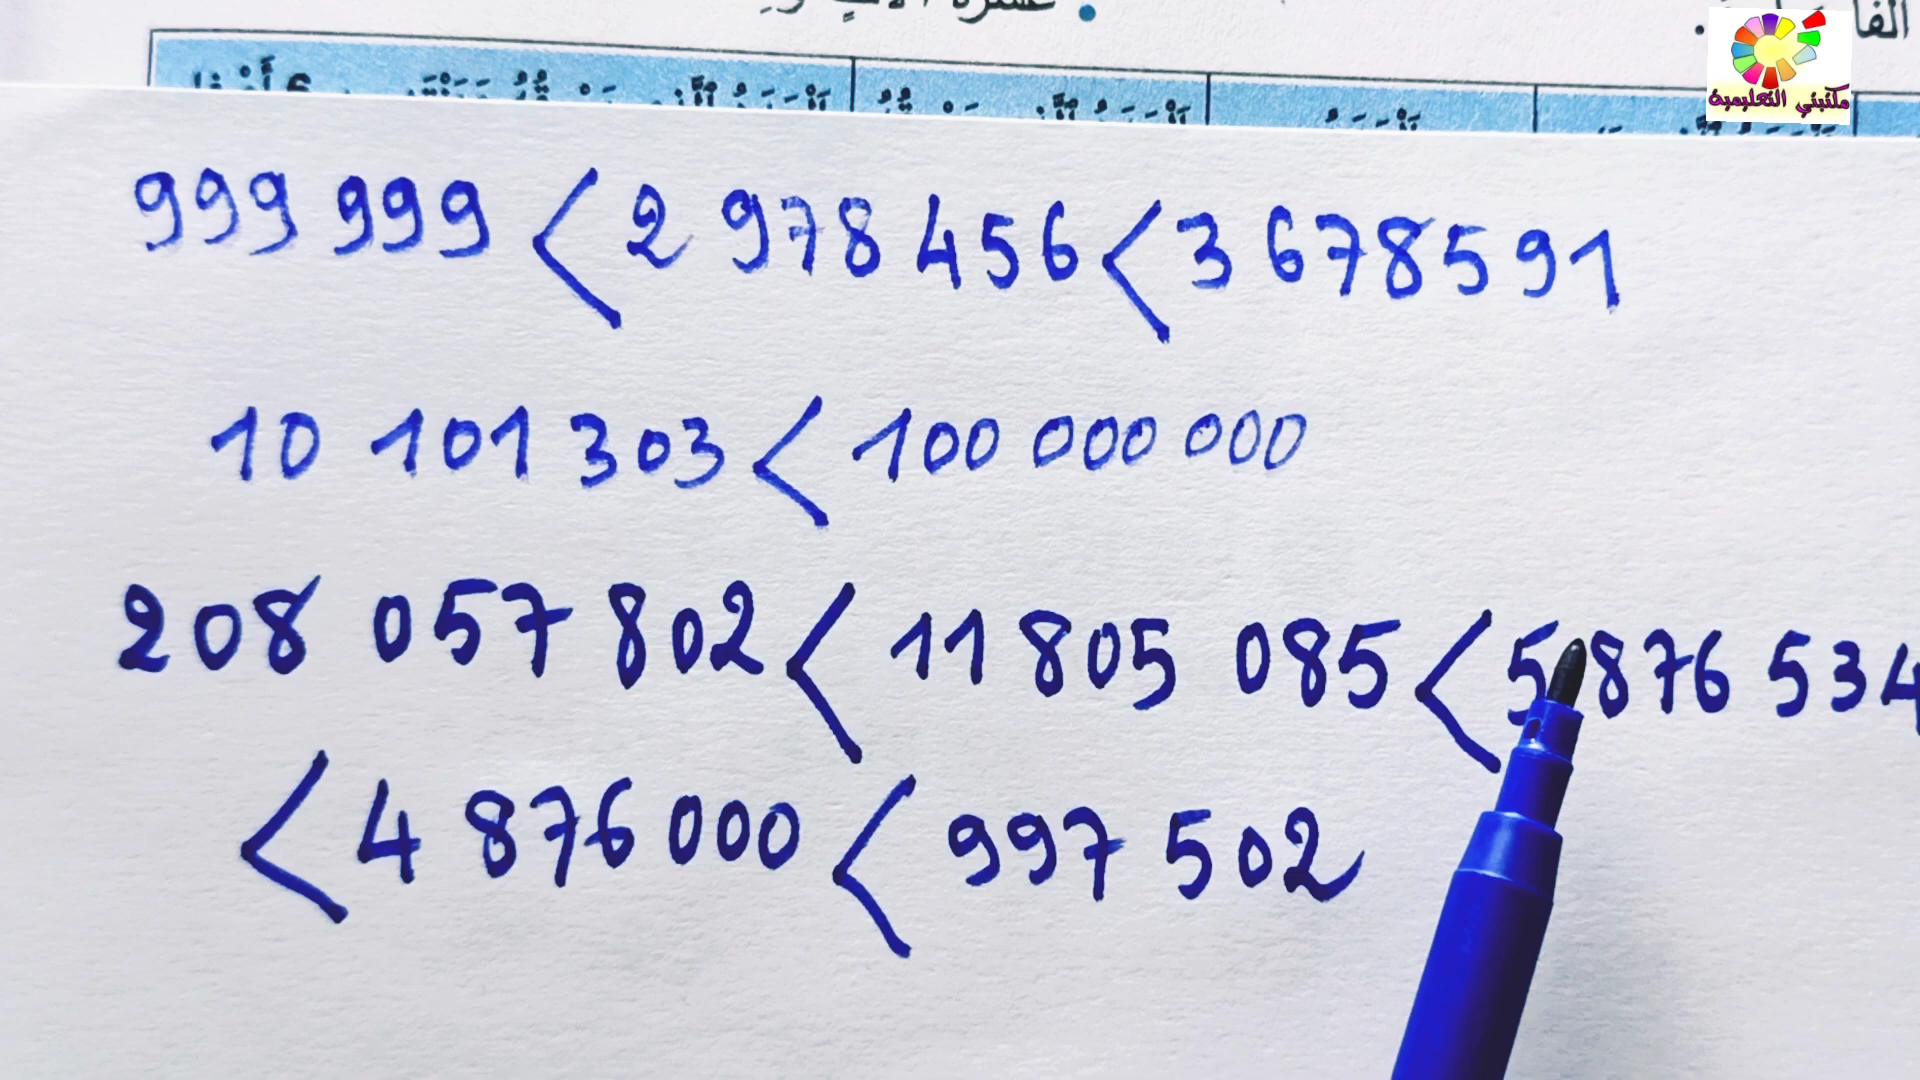 مكتبتي التعليمية
999 999 < 2 978 456 < 3 678 591
10 101 303 < 100 000 000
208 057 802 < 11 805 085 < 5 876 534
< 4 876 000 < 997 502